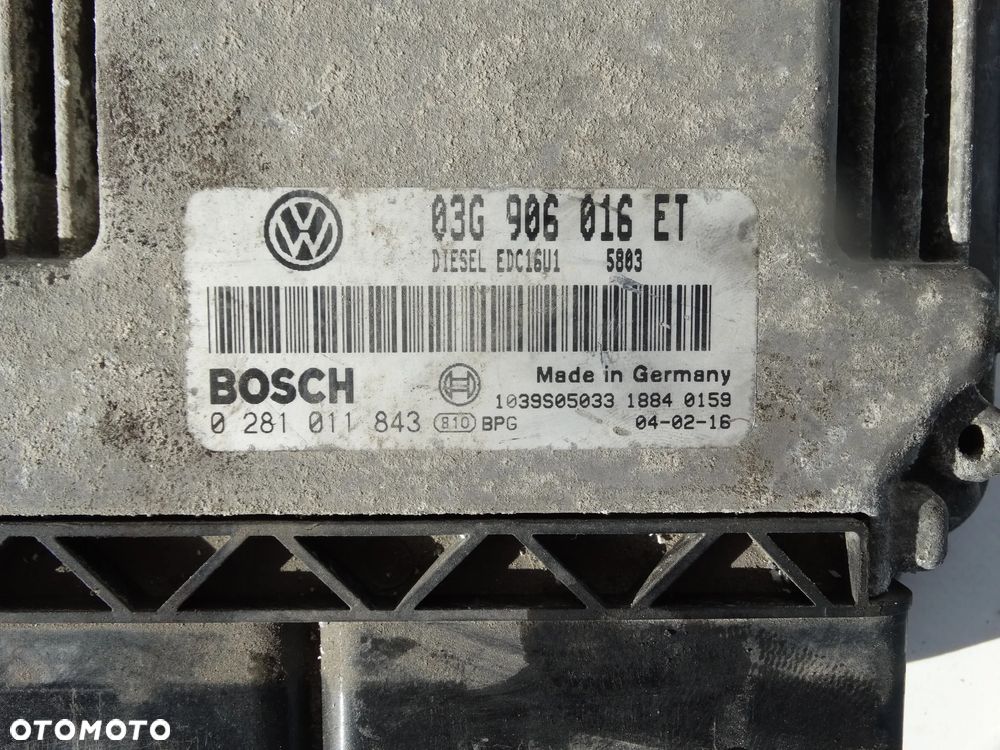 03G 906 016 ET
DIESEL EDC16U1 5803
BOSCH
Made in Germany
1039S05033 1884 0159
0 281 011 843 810 BPG
04-02-16
OTOMOTO